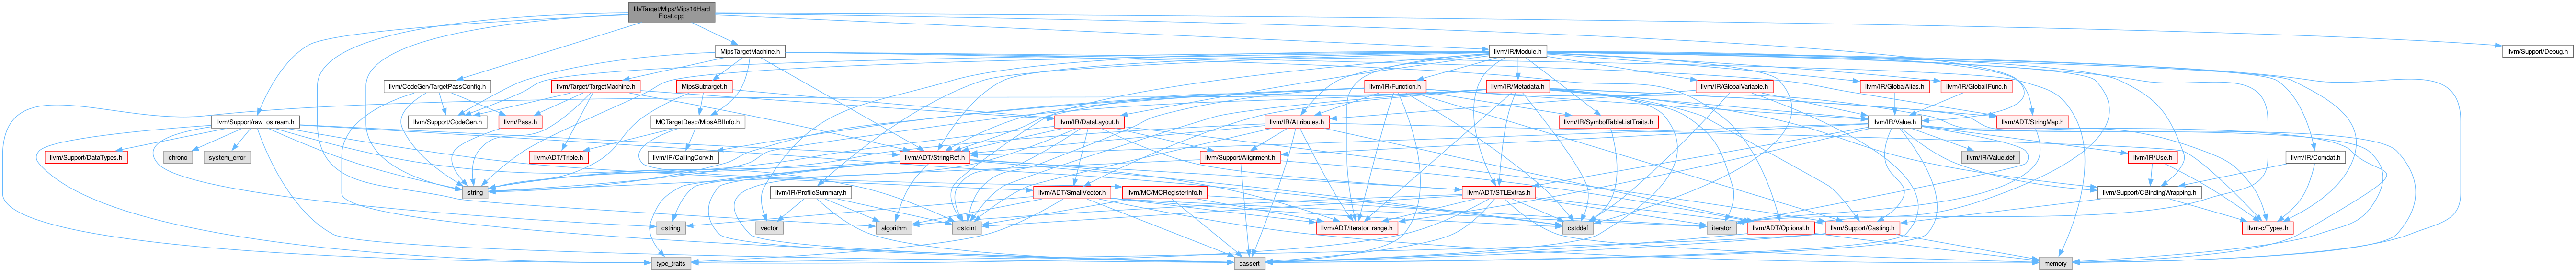 lib/Target/Mips/Mips16Hard
Float.cpp
MipsTargetMachine.h
llvm/IR/Module.h
llvm/Support/Debug.h
llvm/CodeGen/TargetPassConfig.h
llvm/Target/TargetMachine.h
MipsSubtarget.h
llvm/IR/Function.h
llvm/IR/Metadata.h
llvm/IR/GlobalVariable.h
llvm/IR/GlobalAlias.h
llvm/IR/GlobalIFunc.h
llvm/Support/raw_ostream.h
llvm/Support/CodeGen.h
llvm/Pass.h
MCTargetDesc/MipsABIInfo.h
llvm/IR/DataLayout.h
llvm/IR/Attributes.h
llvm/IR/SymbolTableListTraits.h
llvm/IR/Value.h
llvm/ADT/StringMap.h
llvm/Support/DataTypes.h
chrono
system_error
llvm/ADT/Triple.h
llvm/IR/CallingConv.h
llvm/ADT/StringRef.h
llvm/Support/Alignment.h
llvm/IR/Value.def
llvm/IR/Use.h
llvm/IR/Comdat.h
string
llvm/IR/ProfileSummary.h
llvm/ADT/SmallVector.h
llvm/MC/MCRegisterInfo.h
llvm/ADT/STLExtras.h
llvm/Support/CBindingWrapping.h
cstring
vector
algorithm
cstdint
llvm/ADT/iterator_range.h
cstddef
iterator
llvm/ADT/Optional.h
llvm/Support/Casting.h
llvm-c/Types.h
type_traits
cassert
memory